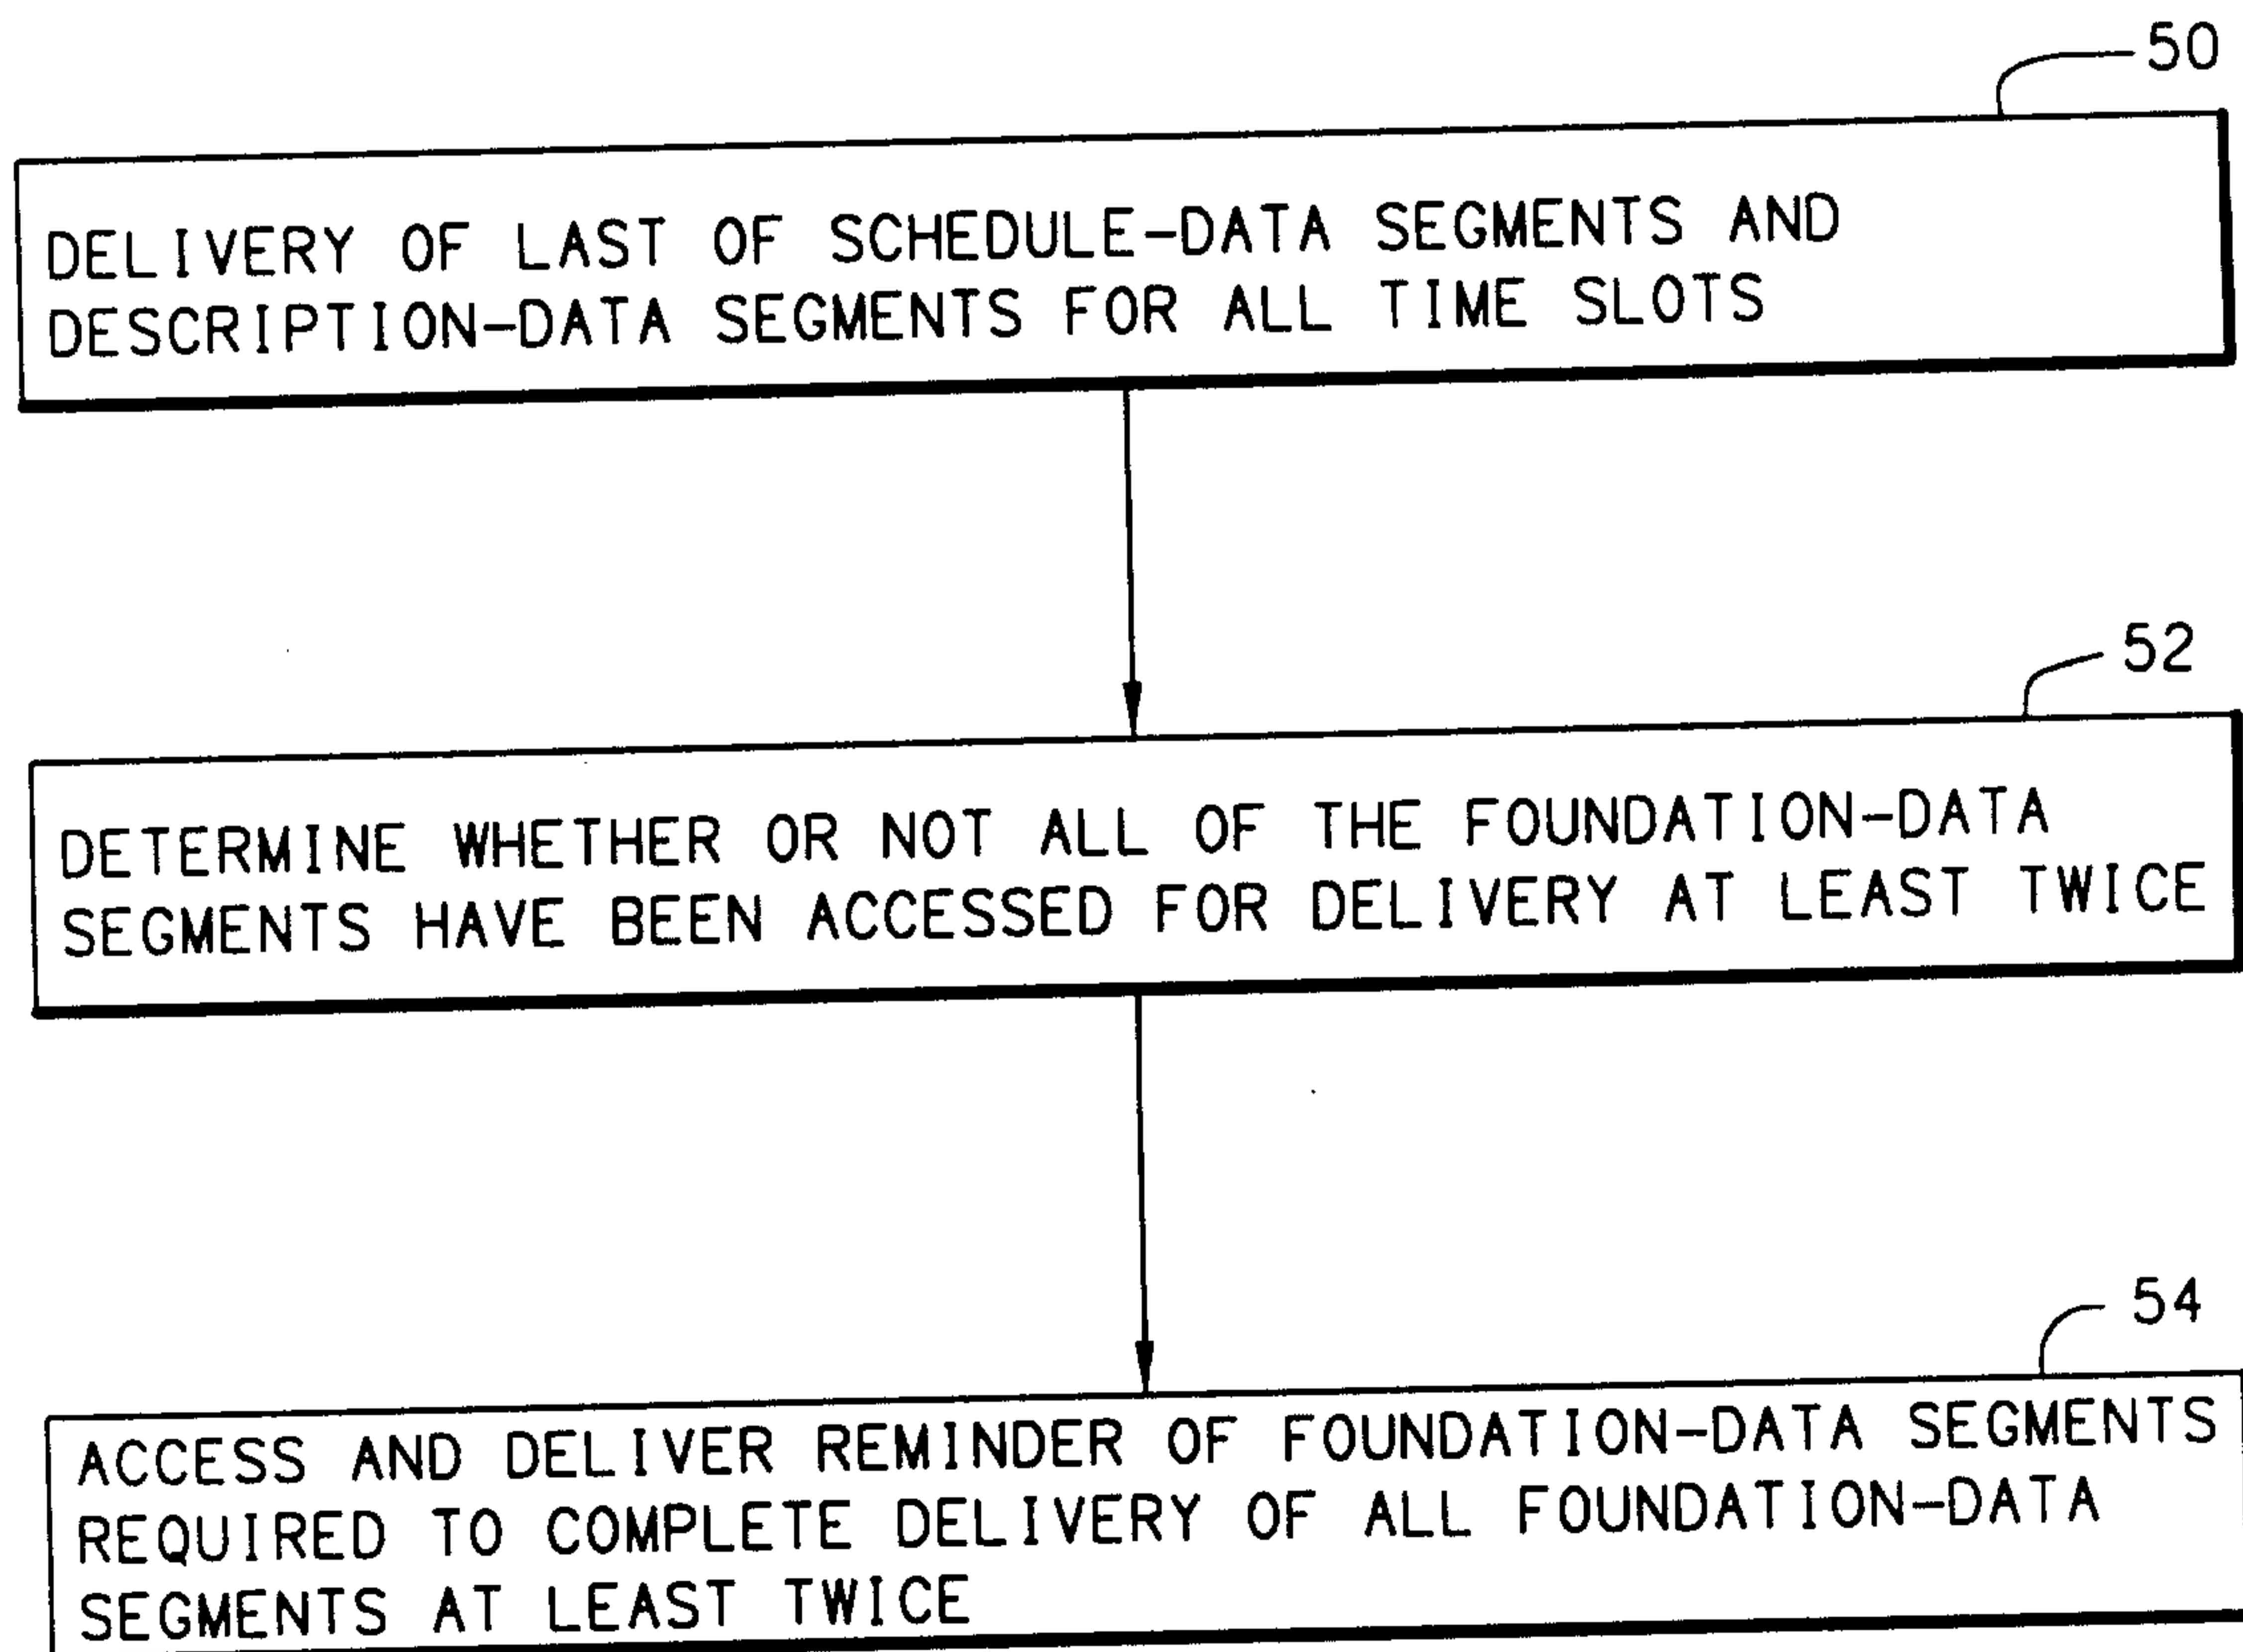 50
DELIVERY OF LAST OF SCHEDULE-DATA SEGMENTS AND
DESCRIPTION-DATA SEGMENTS FOR ALL TIME SLOTS
52
DETERMINE WHETHER OR NOT ALL OF THE FOUNDATION-DATA
SEGMENTS HAVE BEEN ACCESSED FOR DELIVERY AT LEAST TWICE
54
ACCESS AND DELIVER REMINDER OF FOUNDATION-DATA SEGMENTS
REQUIRED TO COMPLETE DELIVERY OF ALL FOUNDATION-DATA
SEGMENTS AT LEAST TWICE